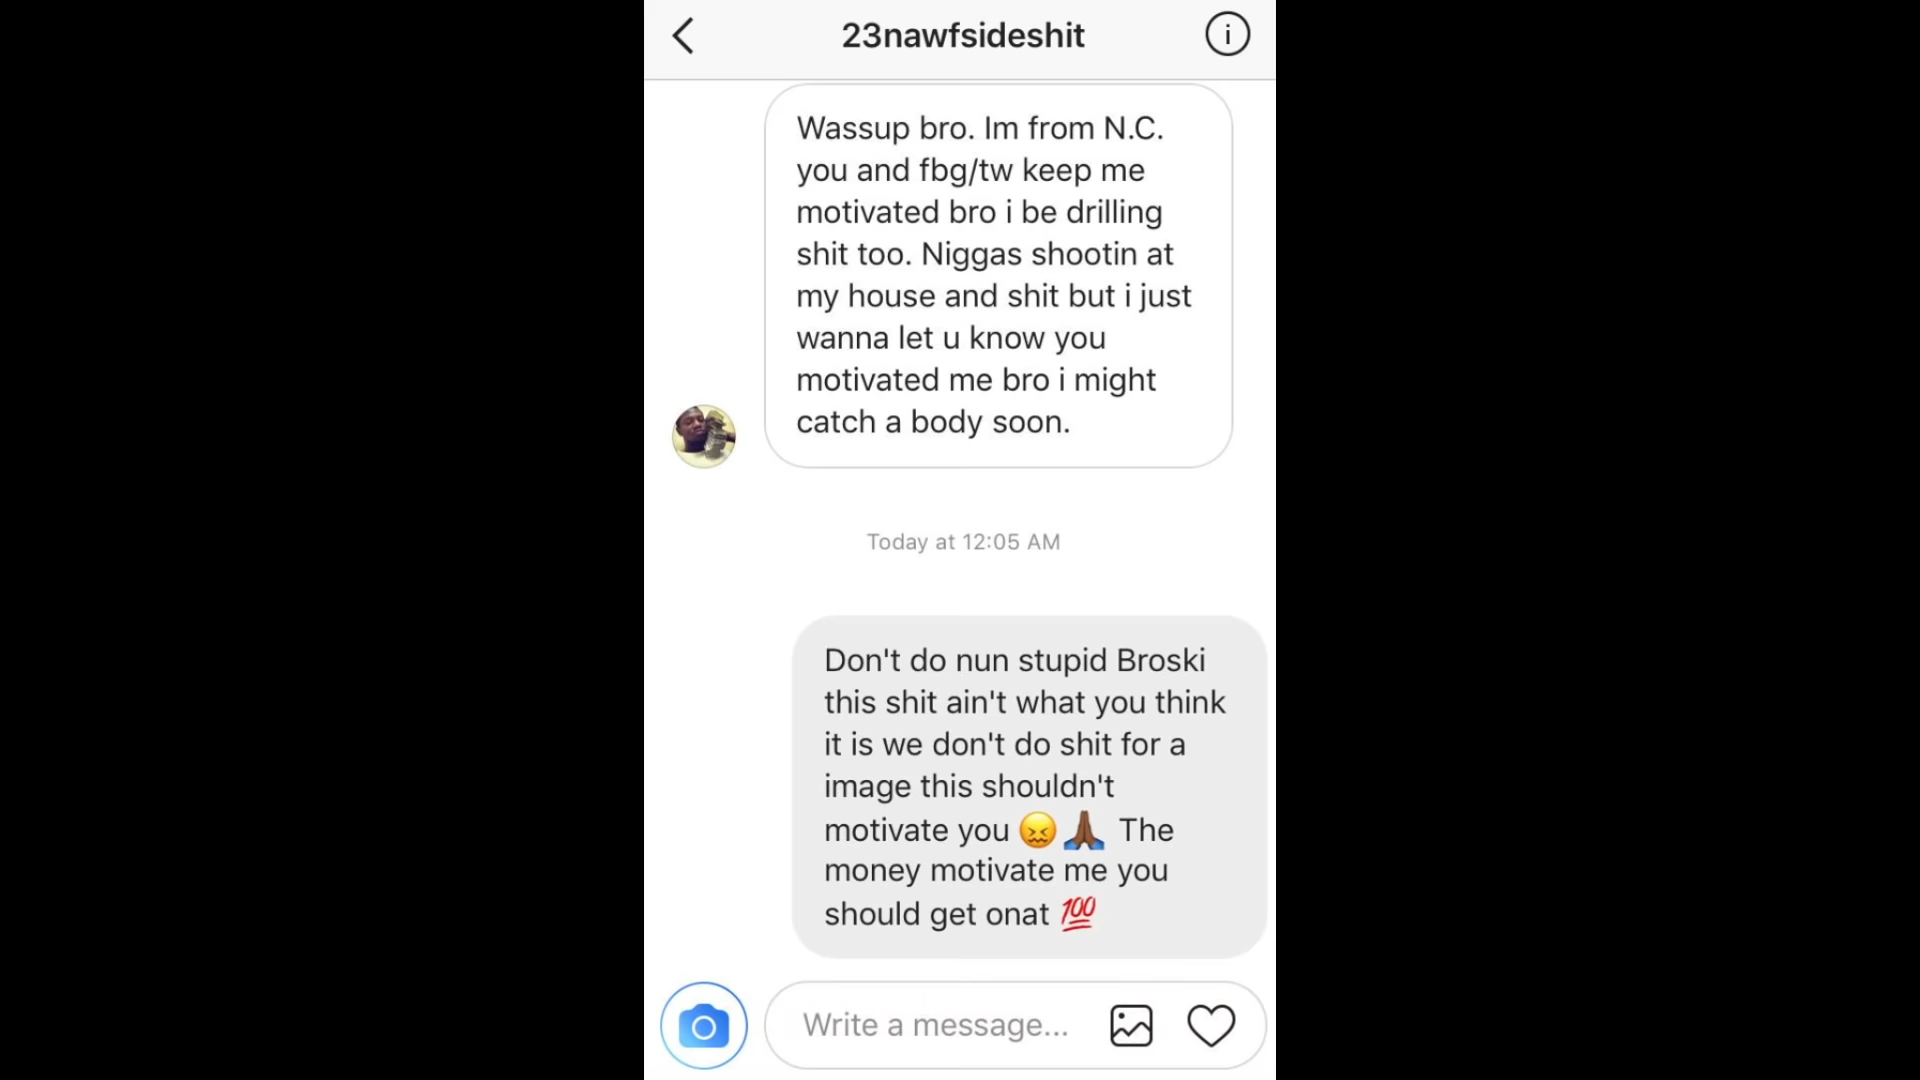 23nawfsideshit
Wassup bro. Im from N.C.
you and fbg/tw keep me
motivated bro i be drilling
shit too. Niggas shootin at
my house and shit but i just
wanna let u know you
motivated me bro i might
catch a body soon.
Today at 12:05 AM
Don't do nun stupid Broski
this shit ain't what you think
it is we don't do shit for a
image this shouldn't
motivate you 😖🙏🏾 The
money motivate me you
should get onat 💯
Write a message...